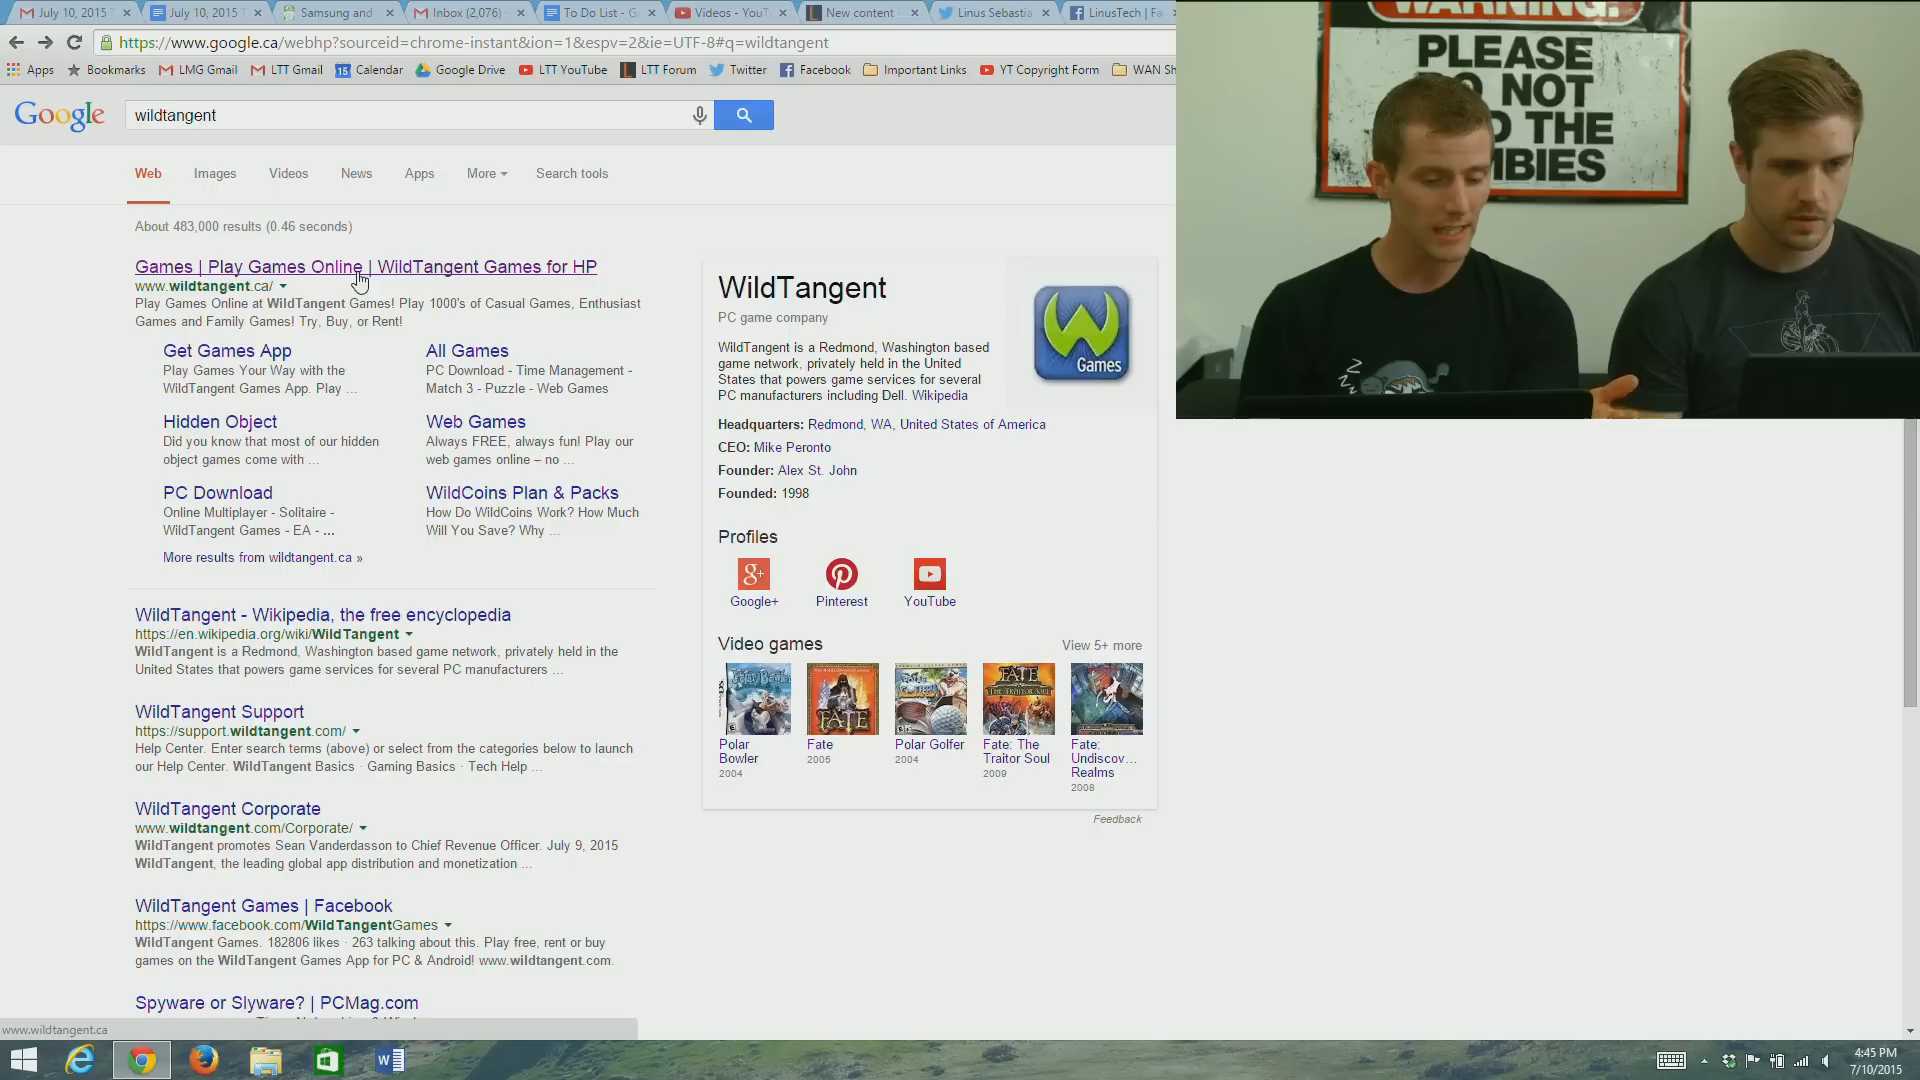 July 10, 2015 T
July 10, 2015 T
Samsung and
Inbox (2,076)
To Do List - G
Videos - YouT
New content
Linus Sebastia
LinusTech | Fa
https://www.google.ca/webhp?sourceid=chrome-instant&ion=1&espv=2&ie=UTF-8#q=wildtangent
Apps Bookmarks LMG Gmail LTT Gmail 15 Calendar Google Drive LTT YouTube LTT Forum Twitter Facebook Important Links YT Copyright Form WAN Sh
WARNING:
PLEASE
DO NOT
THE
MBIES
Google
wildtangent
Web Images Videos News Apps More Search tools
About 483,000 results (0.46 seconds)
Games | Play Games Online | WildTangent Games for HP
www.wildtangent.ca/
Play Games Online at WildTangent Games! Play 1000's of Casual Games, Enthusiast
Games and Family Games! Try, Buy, or Rent!
Get Games App
Play Games Your Way with the
WildTangent Games App. Play ...
All Games
PC Download - Time Management -
Match 3 - Puzzle - Web Games
Hidden Object
Did you know that most of our hidden
object games come with ...
Web Games
Always FREE, always fun! Play our
web games online – no ...
PC Download
Online Multiplayer - Solitaire -
WildTangent Games - EA - ...
WildCoins Plan & Packs
How Do WildCoins Work? How Much
Will You Save? Why ...
More results from wildtangent.ca »
WildTangent - Wikipedia, the free encyclopedia
https://en.wikipedia.org/wiki/WildTangent
WildTangent is a Redmond, Washington based game network, privately held in the
United States that powers game services for several PC manufacturers ...
WildTangent Support
https://support.wildtangent.com/
Help Center. Enter search terms (above) or select from the categories below to launch
our Help Center. WildTangent Basics · Gaming Basics · Tech Help ...
WildTangent Corporate
www.wildtangent.com/Corporate/
WildTangent promotes Sean Vanderdasson to Chief Revenue Officer. July 9, 2015
WildTangent, the leading global app distribution and monetization ...
WildTangent Games | Facebook
https://www.facebook.com/WildTangentGames
WildTangent Games. 182806 likes · 263 talking about this. Play free, rent or buy
games on the WildTangent Games App for PC & Android! www.wildtangent.com.
Spyware or Slyware? | PCMag.com
www.wildtangent.ca
WildTangent
PC game company
Games
WildTangent is a Redmond, Washington based
game network, privately held in the United
States that powers game services for several
PC manufacturers including Dell. Wikipedia
Headquarters: Redmond, WA, United States of America
CEO: Mike Peronto
Founder: Alex St. John
Founded: 1998
Profiles
g+
Google+ Pinterest YouTube
Video games
View 5+ more
FATE
FATE
Polar
Bowler
2004
Fate
2005
Polar Golfer
2004
Fate: The
Traitor Soul
2009
Fate:
Undiscov...
Realms
2008
Feedback
4:45 PM
7/10/2015